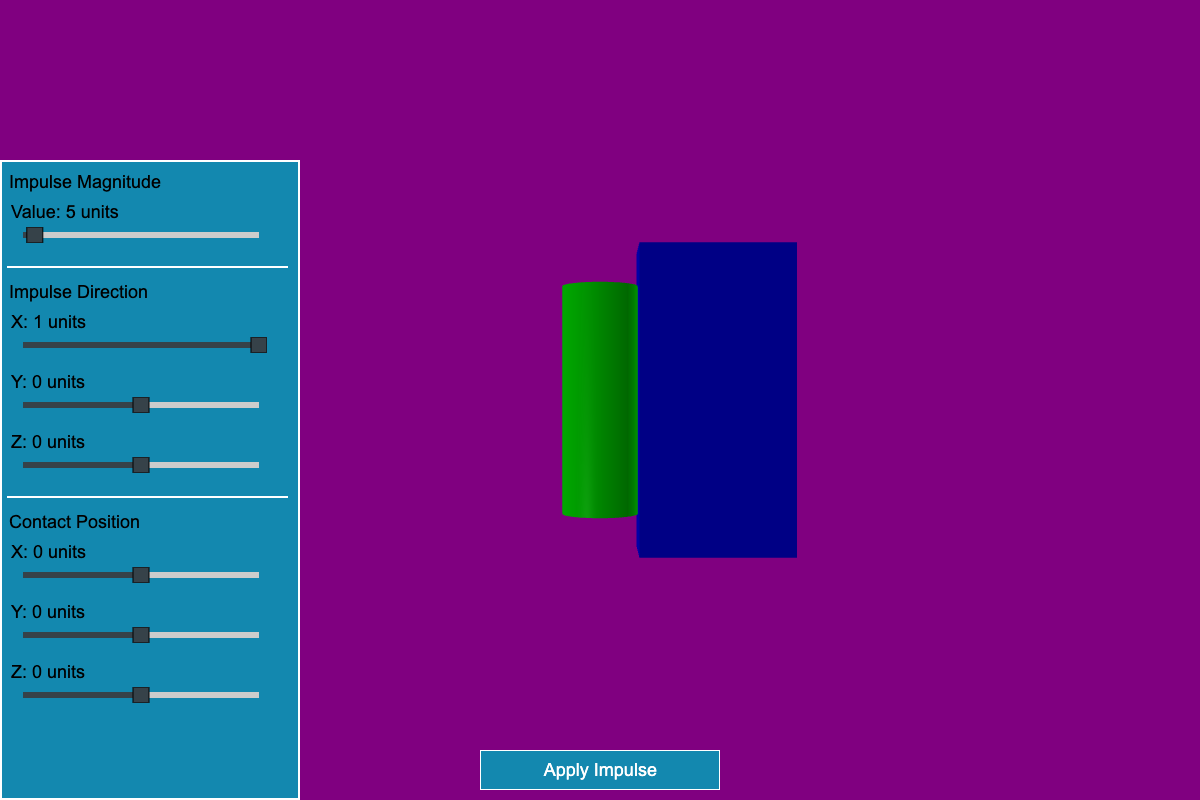 Impulse Magnitude
Value: 5 units
Impulse Direction
X: 1 units
Y: 0 units
Z: 0 units
Contact Position
X: 0 units
Y: 0 units
Z: 0 units
Apply Impulse